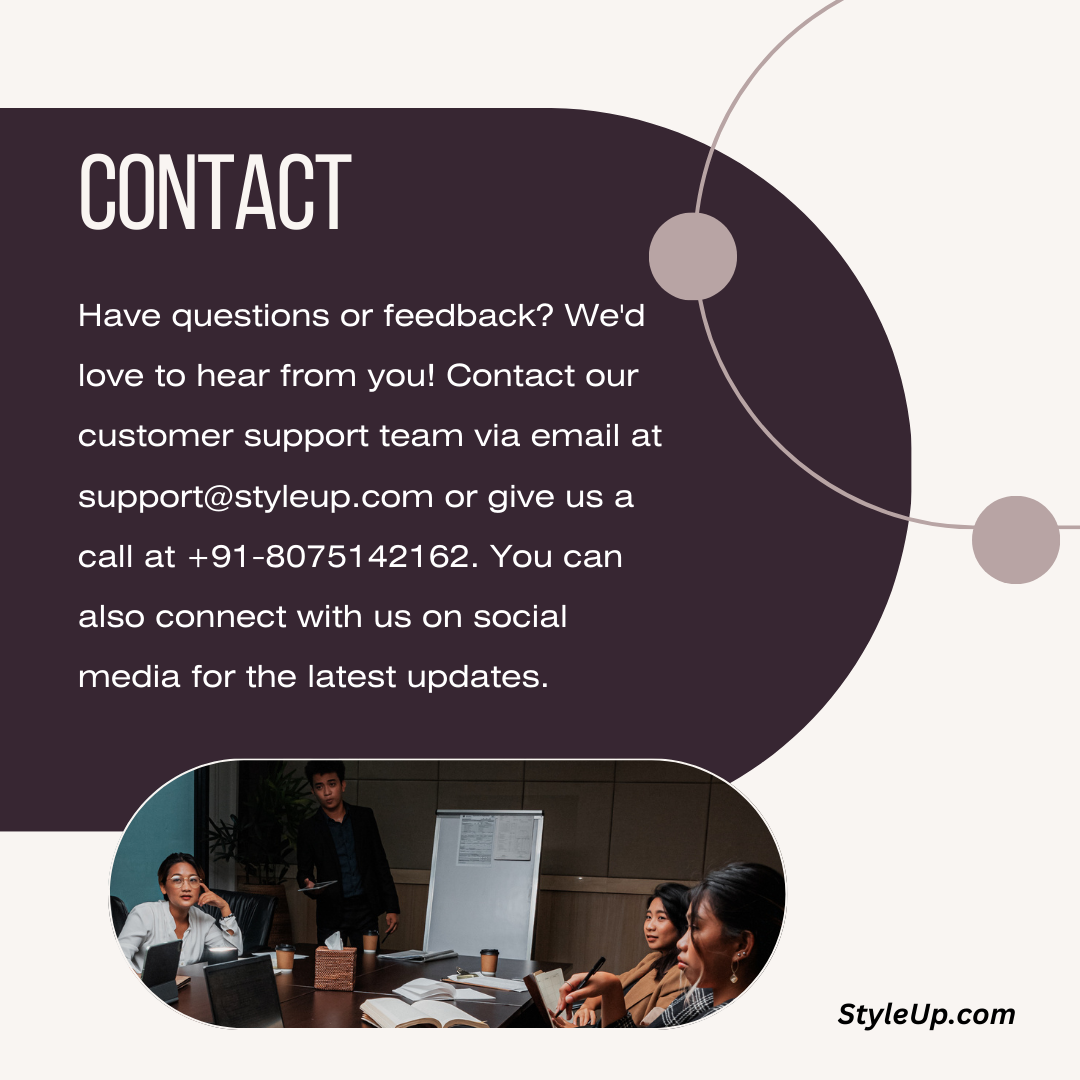 CONTACT
Have questions or feedback? We'd
love to hear from you! Contact our
customer support team via email at
support@styleup.com or give us a
call at +91-8075142162. You can
also connect with us on social
media for the latest updates.
StyleUp.com